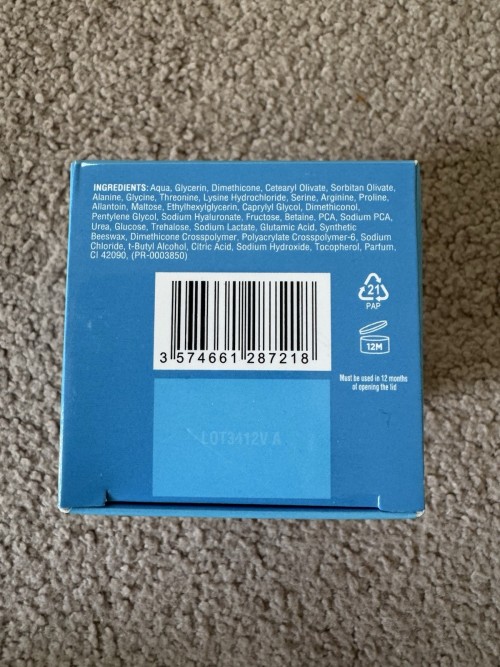 INGREDIENTS: Aqua, Glycerin, Dimethicone, Cetearyl Olivate, Sorbitan Olivate,
Alanine, Glycine, Threonine, Lysine Hydrochloride, Serine, Arginine, Proline,
Allantoin, Maltose, Ethylhexylglycerin, Caprylyl Glycol, Dimethiconol,
Pentylene Glycol, Sodium Hyaluronate, Fructose, Betaine, PCA, Sodium PCA,
Urea, Glucose, Trehalose, Sodium Lactate, Glutamic Acid, Synthetic
Beeswax, Dimethicone Crosspolymer, Polyacrylate Crosspolymer-6, Sodium
Chloride, t-Butyl Alcohol, Citric Acid, Sodium Hydroxide, Tocopherol, Parfum,
CI 42090, (PR-0003850)
21
PAP
12M
3 574661 287218
Must be used in 12 months
of opening the lid
LOT3412V A